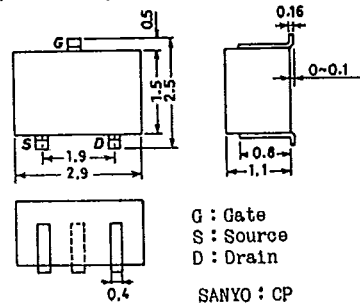 0.5
0.16
G
1.5
2.5
0~0.1
S
D
1.9
2.9
0.8
1.1
0.4
G : Gate
S : Source
D : Drain
SANYO : CP